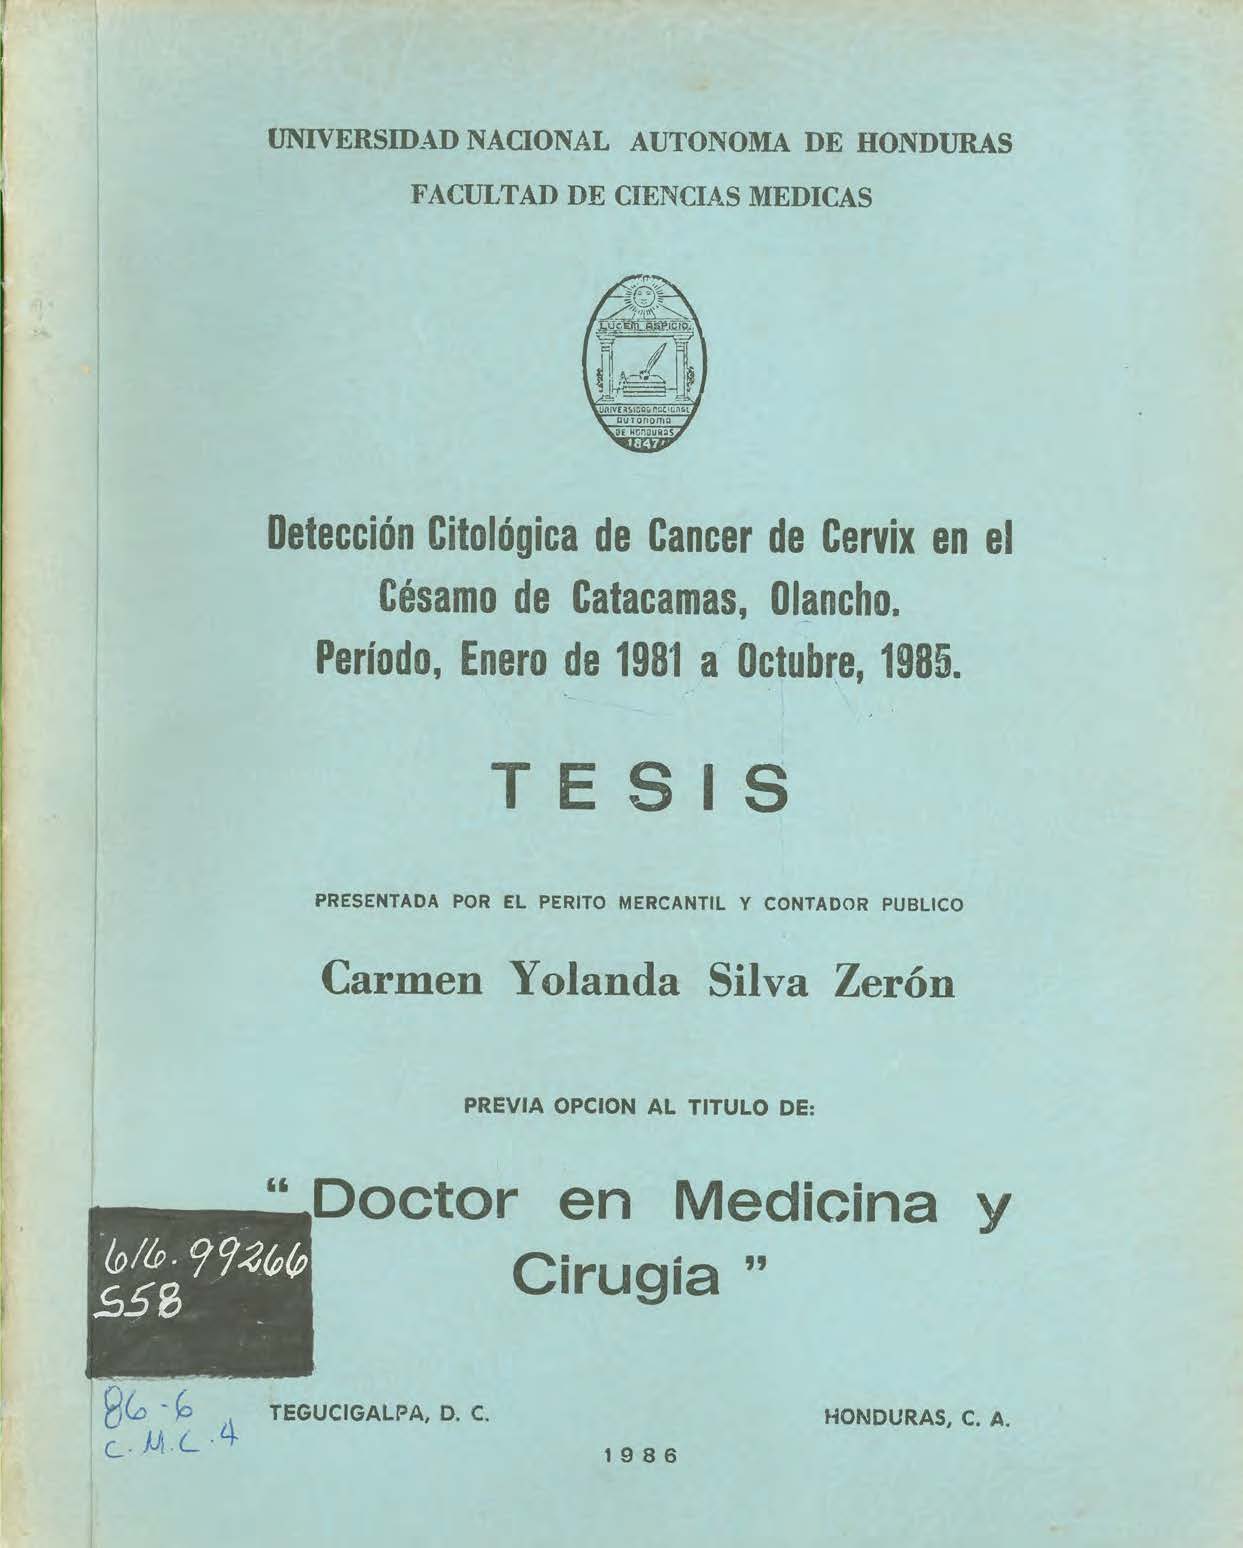 UNIVERSIDAD NACIONAL AUTONOMA DE HONDURAS
FACULTAD DE CIENCIAS MEDICAS
LUCEM ASPICIO
UNIVERSIDAD NACIONAL
AUTONOMA
DE HONDURAS
1847
Detección Citológica de Cancer de Cervix en el
Césamo de Catacamas, Olancho.
Período, Enero de 1981 a Octubre, 1985.
TESIS
PRESENTADA POR EL PERITO MERCANTIL Y CONTADOR PUBLICO
Carmen Yolanda Silva Zerón
PREVIA OPCION AL TITULO DE:
“ Doctor en Medicina y
Cirugía ”
616.99266
S58
86-6
C.M.C.4
TEGUCIGALPA, D. C. HONDURAS, C. A.
1986